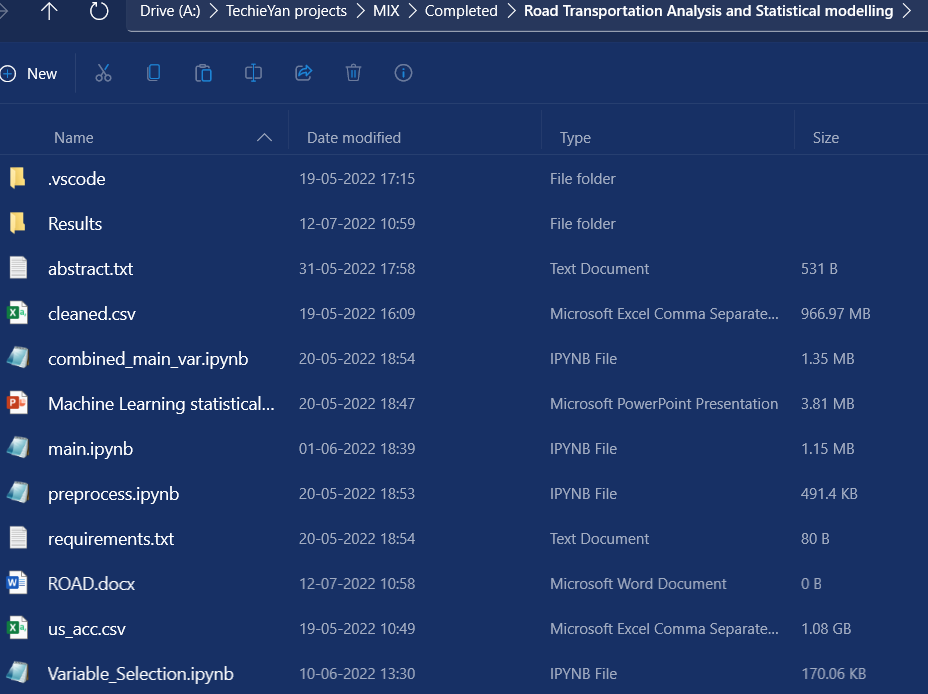 Drive (A:) > TechieYan projects > MIX > Completed > Road Transportation Analysis and Statistical modelling >
New
Name Date modified Type Size
.vscode 19-05-2022 17:15 File folder
Results 12-07-2022 10:59 File folder
abstract.txt 31-05-2022 17:58 Text Document 531 B
cleaned.csv 19-05-2022 16:09 Microsoft Excel Comma Separate... 966.97 MB
combined_main_var.ipynb 20-05-2022 18:54 IPYNB File 1.35 MB
Machine Learning statistical... 20-05-2022 18:47 Microsoft PowerPoint Presentation 3.81 MB
main.ipynb 01-06-2022 18:39 IPYNB File 1.15 MB
preprocess.ipynb 20-05-2022 18:53 IPYNB File 491.4 KB
requirements.txt 20-05-2022 18:54 Text Document 80 B
ROAD.docx 12-07-2022 10:58 Microsoft Word Document 0 B
us_acc.csv 19-05-2022 10:49 Microsoft Excel Comma Separate... 1.08 GB
Variable_Selection.ipynb 10-06-2022 13:30 IPYNB File 170.06 KB